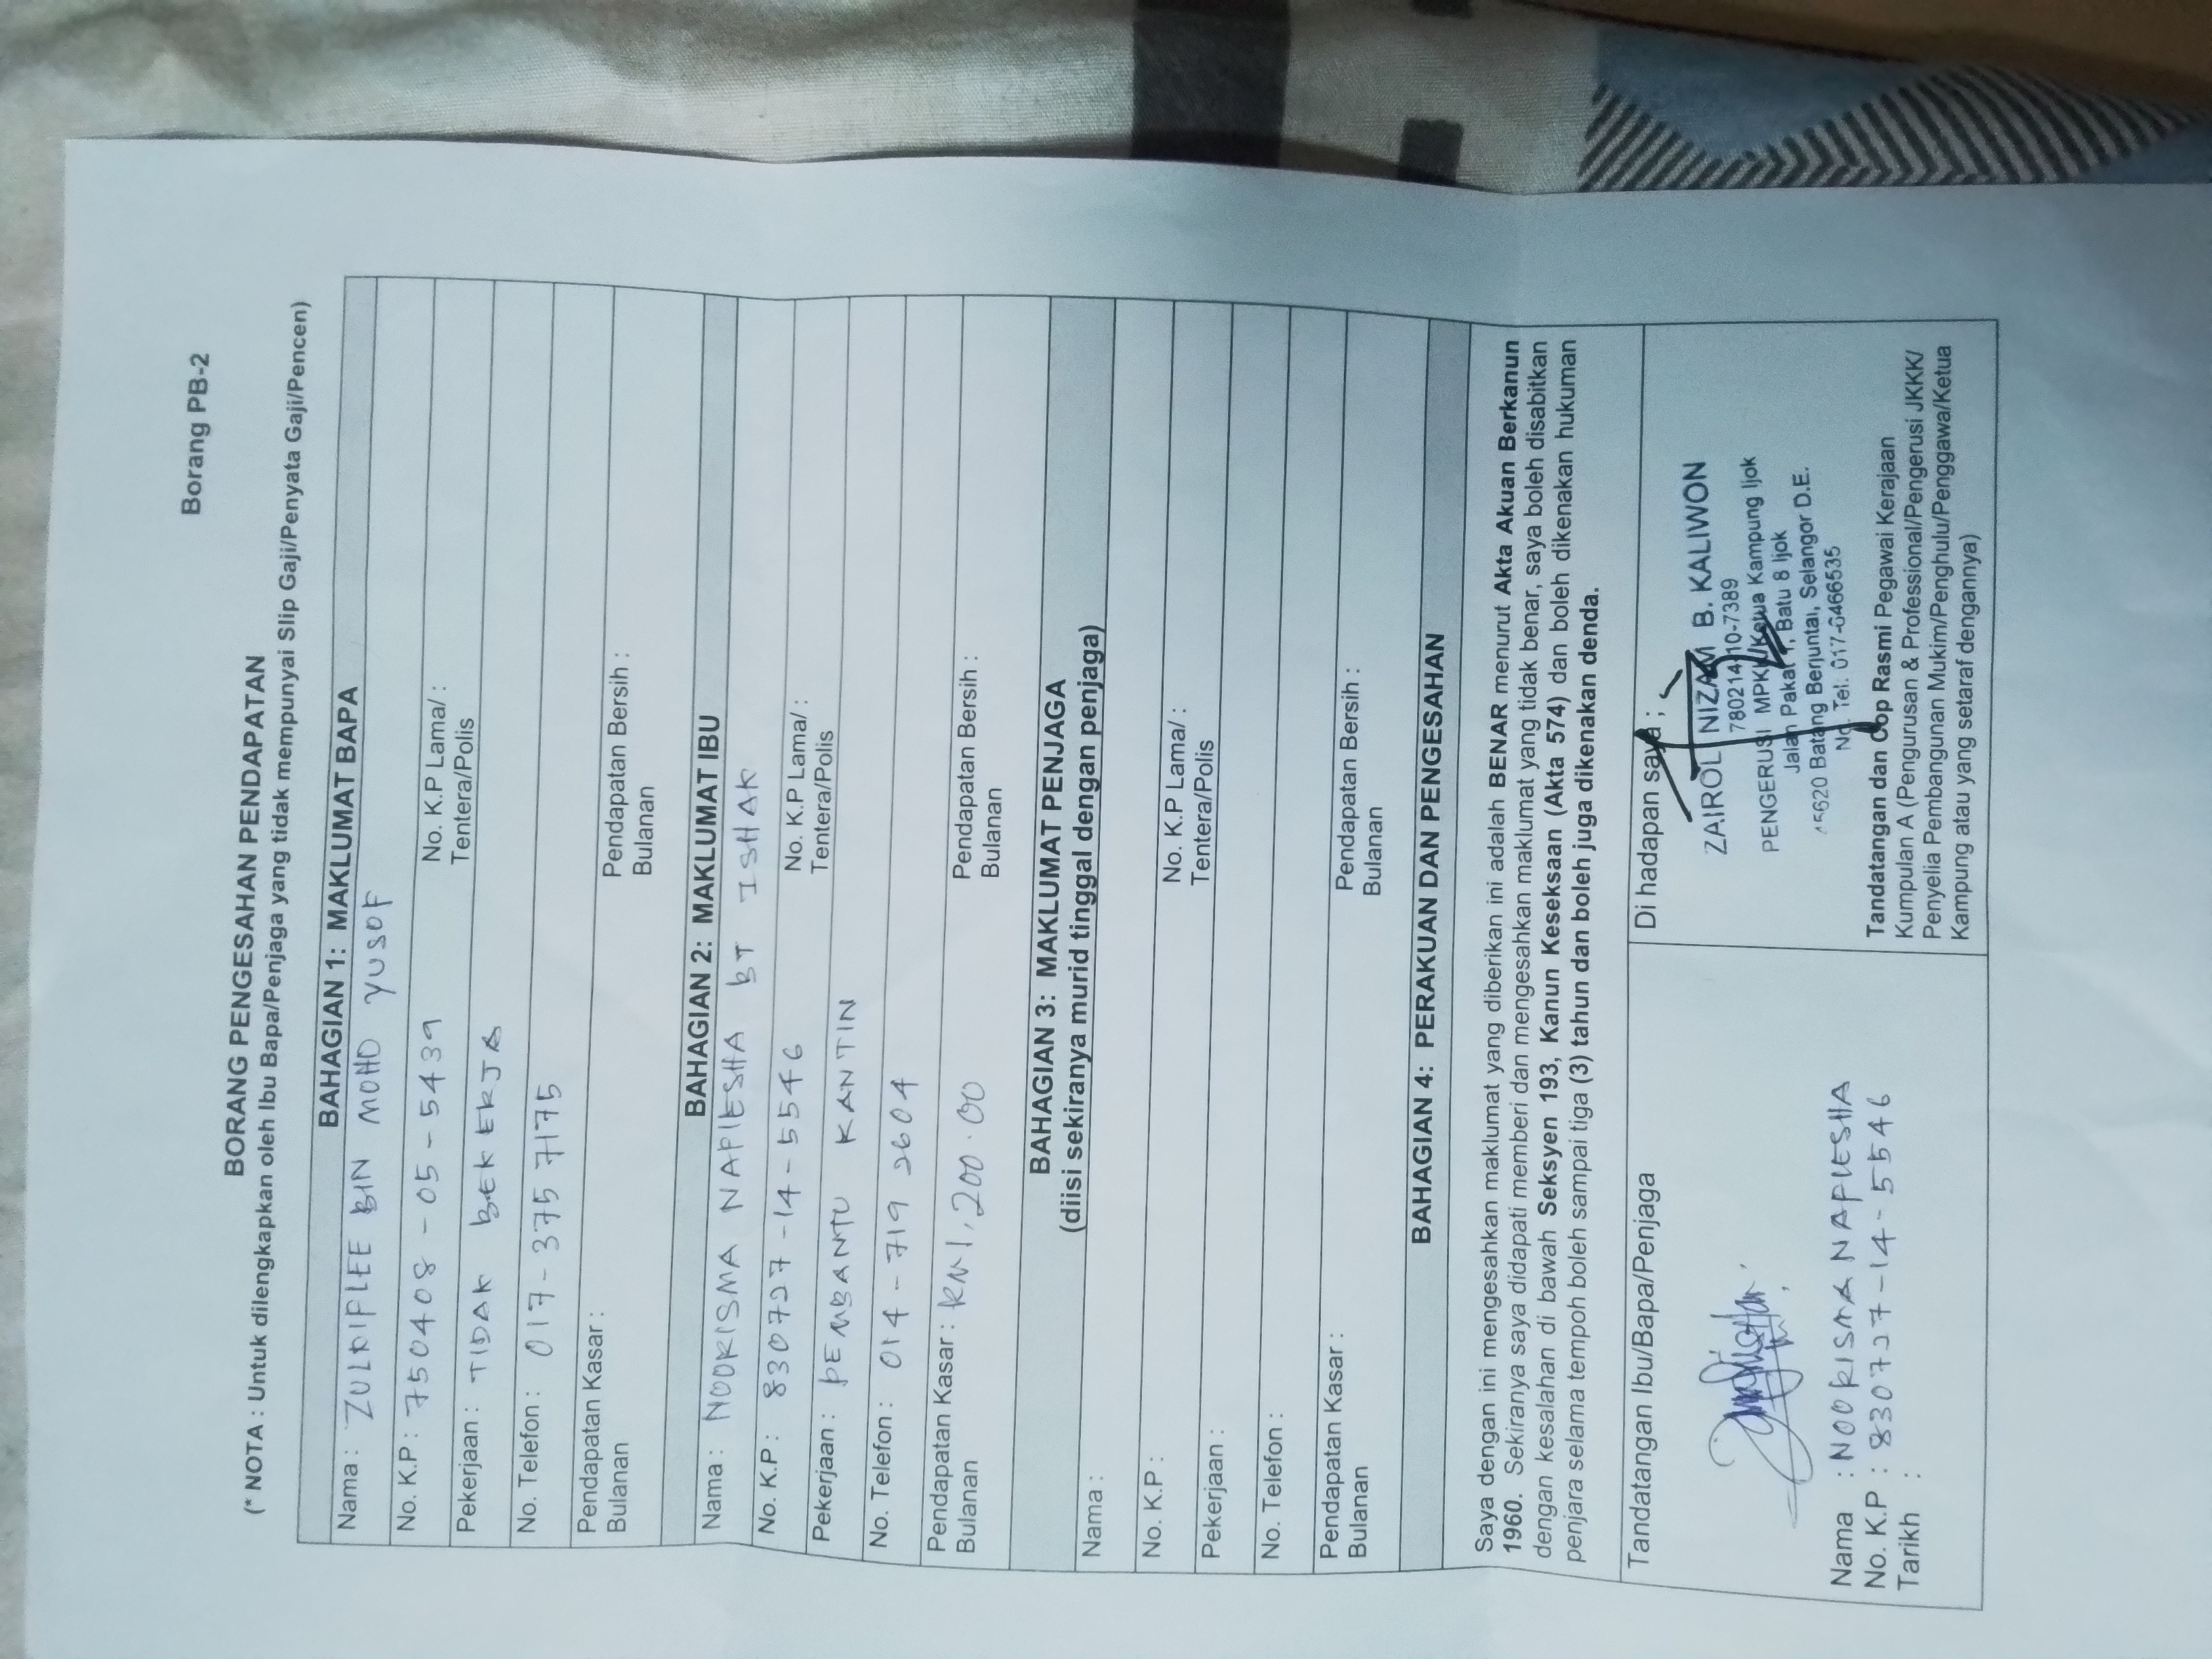 Borang PB-2
BORANG PENGESAHAN PENDAPATAN
(* NOTA : Untuk dilengkapkan oleh Ibu Bapa/Penjaga yang tidak mempunyai Slip Gaji/Penyata Gaji/Pencen)
BAHAGIAN 1: MAKLUMAT BAPA
Nama : ZULKIFLEE BIN MOHD YUSOF
No. K.P : 750408-05-5439 No. K.P Lama/ :
Tentera/Polis
Pekerjaan : TIDAK BEKERJA
No. Telefon : 017-375 7175
Pendapatan Kasar : Pendapatan Bersih :
Bulanan Bulanan
BAHAGIAN 2: MAKLUMAT IBU
Nama : NOORISMA NAPIESHA BT ISHAK
No. K.P : 830727-14-5546 No. K.P Lama/ :
Tentera/Polis
Pekerjaan : PEMBANTU KANTIN
No. Telefon : 014-719 2604
Pendapatan Kasar : RM1,200.00 Pendapatan Bersih :
Bulanan Bulanan
BAHAGIAN 3: MAKLUMAT PENJAGA
(diisi sekiranya murid tinggal dengan penjaga)
Nama :
No. K.P : No. K.P Lama/ :
Tentera/Polis
Pekerjaan :
No. Telefon :
Pendapatan Kasar : Pendapatan Bersih :
Bulanan Bulanan
BAHAGIAN 4: PERAKUAN DAN PENGESAHAN
Saya dengan ini mengesahkan maklumat yang diberikan ini adalah BENAR menurut Akta Akuan Berkanun
1960. Sekiranya saya didapati memberi dan mengesahkan maklumat yang tidak benar, saya boleh disabitkan
dengan kesalahan di bawah Seksyen 193, Kanun Keseksaan (Akta 574) dan boleh dikenakan hukuman
penjara selama tempoh boleh sampai tiga (3) tahun dan boleh juga dikenakan denda.
Tandatangan Ibu/Bapa/Penjaga
Nama : NOORISMA NAPIESHA
No. K.P : 830727-14-5546
Tarikh :
Di hadapan saya ;
ZAIROL NIZAM B. KALIWON
780214-10-7389
PENGERUSI MPKK/Ketua Kampung Ijok
Jalan Pakat 1, Batu 8 Ijok
45620 Batang Berjuntai, Selangor D.E.
No. Tel: 017-6466535
Tandatangan dan Cop Rasmi Pegawai Kerajaan
Kumpulan A (Pengurusan & Professional/Pengerusi JKKK/
Penyelia Pembangunan Mukim/Penghulu/Penggawa/Ketua
Kampung atau yang setaraf dengannya)